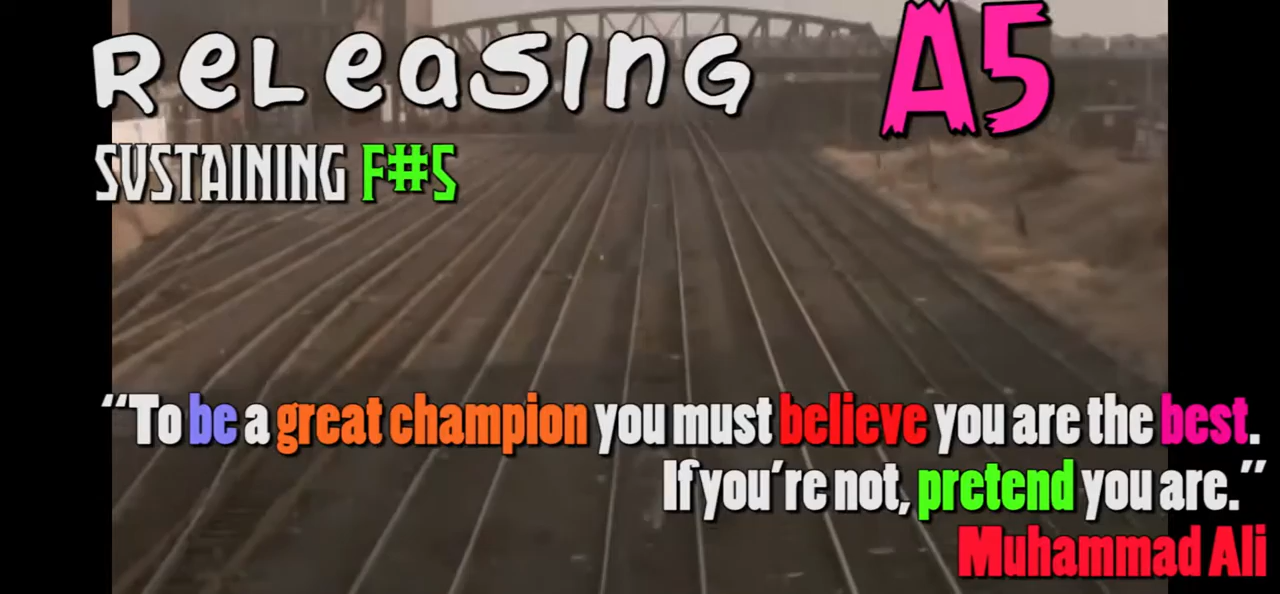 ReLeasing A5
SUSTAINING F#5
“To be a great champion you must believe you are the best.
If you’re not, pretend you are.”
Muhammad Ali